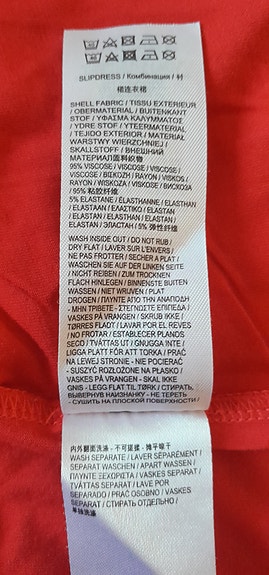 SLIPDRESS / Комбинация / 衬
裙连衣裙
SHELL FABRIC / TISSU EXTERIEUR
/ OBERMATERIAL / BUITENKANT
STOF / ΥΦΑΣΜΑ ΚΑΛΥΜΜΑΤΟΣ
/ YDRE STOF / YTEERMATERIAL
/ TEJIDO EXTERIOR / MATERIAŁ
WARSTWY WIERZCHNIEJ /
SKALLSTOFF / ВНЕШНИЙ
МАТЕРИАЛ面料织物
95% VISCOSE / VISCOSE / VISCOSE /
VISCOSE / ΒΙΣΚΟΖΗ / RAYON / VISKOS /
RAYON / WISKOZA / VISKOSE / ВИСКОЗА
/ 95% 粘胶纤维
5% ELASTANE / ELASTHANNE / ELASTHAN
/ ELASTAAN / ΕΛΑΣΤΙΚΟ / ELASTAN
/ ELASTAN / ELASTHAN / ELASTAN /
ELASTAN / ЭЛАСТАН / 5% 弹性纤维
WASH INSIDE OUT / DO NOT RUB /
DRY FLAT / LAVER SUR L'ENVERS /
NE PAS FROTTER / SECHER A PLAT /
WASCHEN SIE AUF DER LINKEN SEITE
/ NICHT REIBEN / ZUM TROCKNEN
FLACH HINLEGEN / BINNENSTE BUITEN
WASSEN / NIET WRIJVEN / PLAT
DROGEN / ΠΛΥΝΤΕ ΑΠΟ ΤΗΝ ΑΝΑΠΟΔΗ
- ΜΗΝ ΤΡΙΒΕΤΕ - ΣΤΕΓΝΩΣΤΕ ΕΠΙΠΕΔΑ /
VASKES PÅ VRANGEN / SKRUB IKKE /
TØRRES FLADT / LAVAR POR EL REVES
/ NO FROTAR / ESTABLECER PLANOS
SECO / TVÄTTAS UT / GNUGGA INTE /
LIGGA PLATT FÖR ATT TORKA / PRAĆ
NA LEWEJ STRONIE - NIE POCIERAĆ
- SUSZYĆ ROZŁOŻONE NA PŁASKO /
VASKES PÅ VRANGEN - SKAL IKKE
GNIS - LEGG FLAT TIL TØRK / СТИРАТЬ,
ВЫВЕРНУВ НАИЗНАНКУ - НЕ ТЕРЕТЬ
- СУШИТЬ НА ПЛОСКОЙ ПОВЕРХНОСТИ /
内外翻面洗涤 - 不可搓揉 - 摊平晾干
WASH SEPARATE / LAVER SÉPARÉMENT /
SEPARAT WASCHEN / APART WASSEN /
ΠΛΥΝΤΕ ΞΕΧΩΡΙΣΤΑ / VASKES SEPARAT /
TVÄTTAS SEPARAT / LAVE POR
SEPARADO / PRAĆ OSOBNO / VASKES
SEPARAT / СТИРАТЬ ОТДЕЛЬНО /
单独洗涤